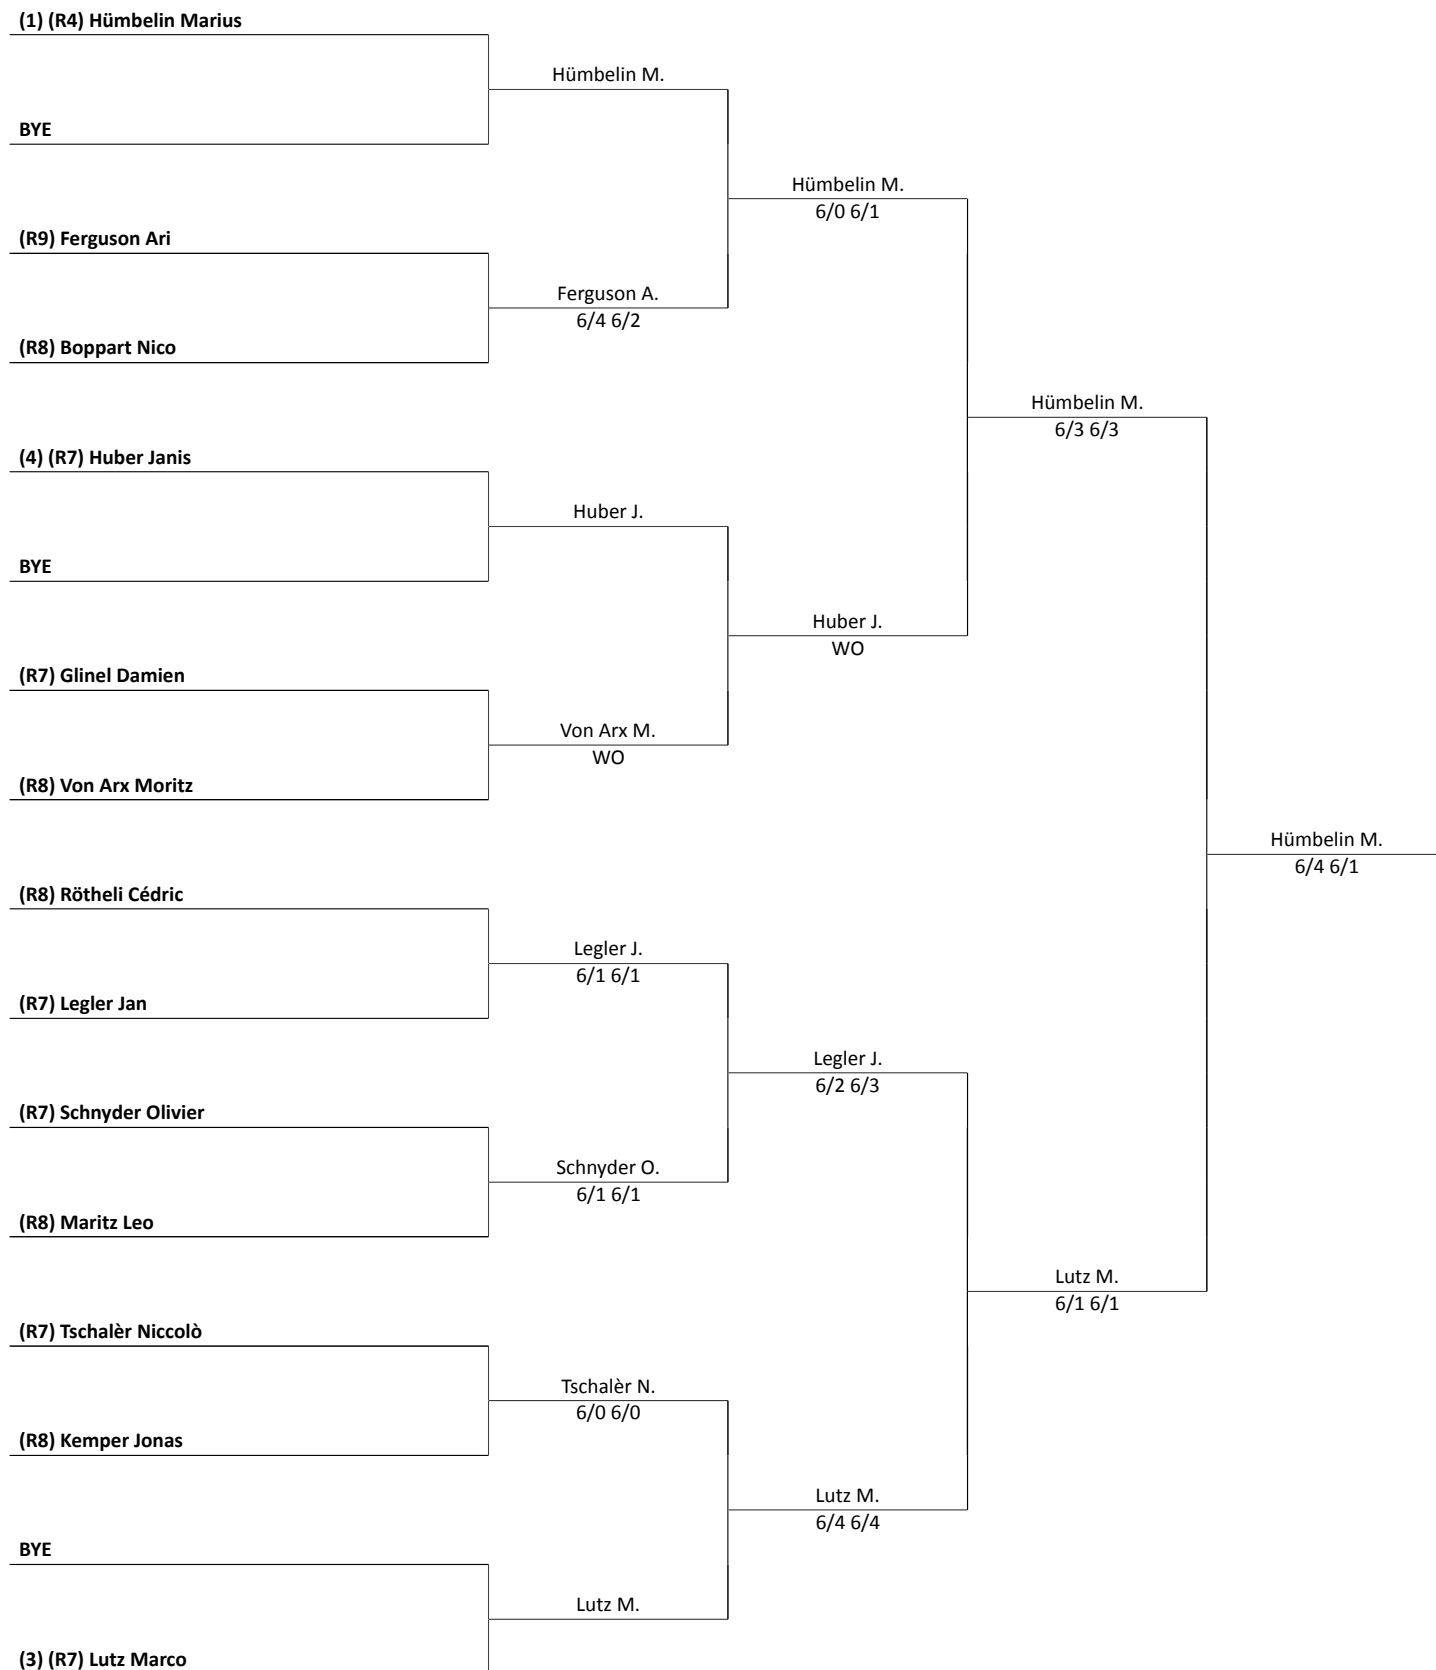 (1) (R4) Hümbelin Marius
Hümbelin M.
BYE
Hümbelin M.
6/0 6/1
(R9) Ferguson Ari
Ferguson A.
6/4 6/2
(R8) Boppart Nico
Hümbelin M.
6/3 6/3
(4) (R7) Huber Janis
Huber J.
BYE
Huber J.
WO
(R7) Glinel Damien
Von Arx M.
WO
(R8) Von Arx Moritz
Hümbelin M.
6/4 6/1
(R8) Rötheli Cédric
Legler J.
6/1 6/1
(R7) Legler Jan
Legler J.
6/2 6/3
(R7) Schnyder Olivier
Schnyder O.
6/1 6/1
(R8) Maritz Leo
Lutz M.
6/1 6/1
(R7) Tschalèr Niccolò
Tschalèr N.
6/0 6/0
(R8) Kemper Jonas
Lutz M.
6/4 6/4
BYE
Lutz M.
(3) (R7) Lutz Marco